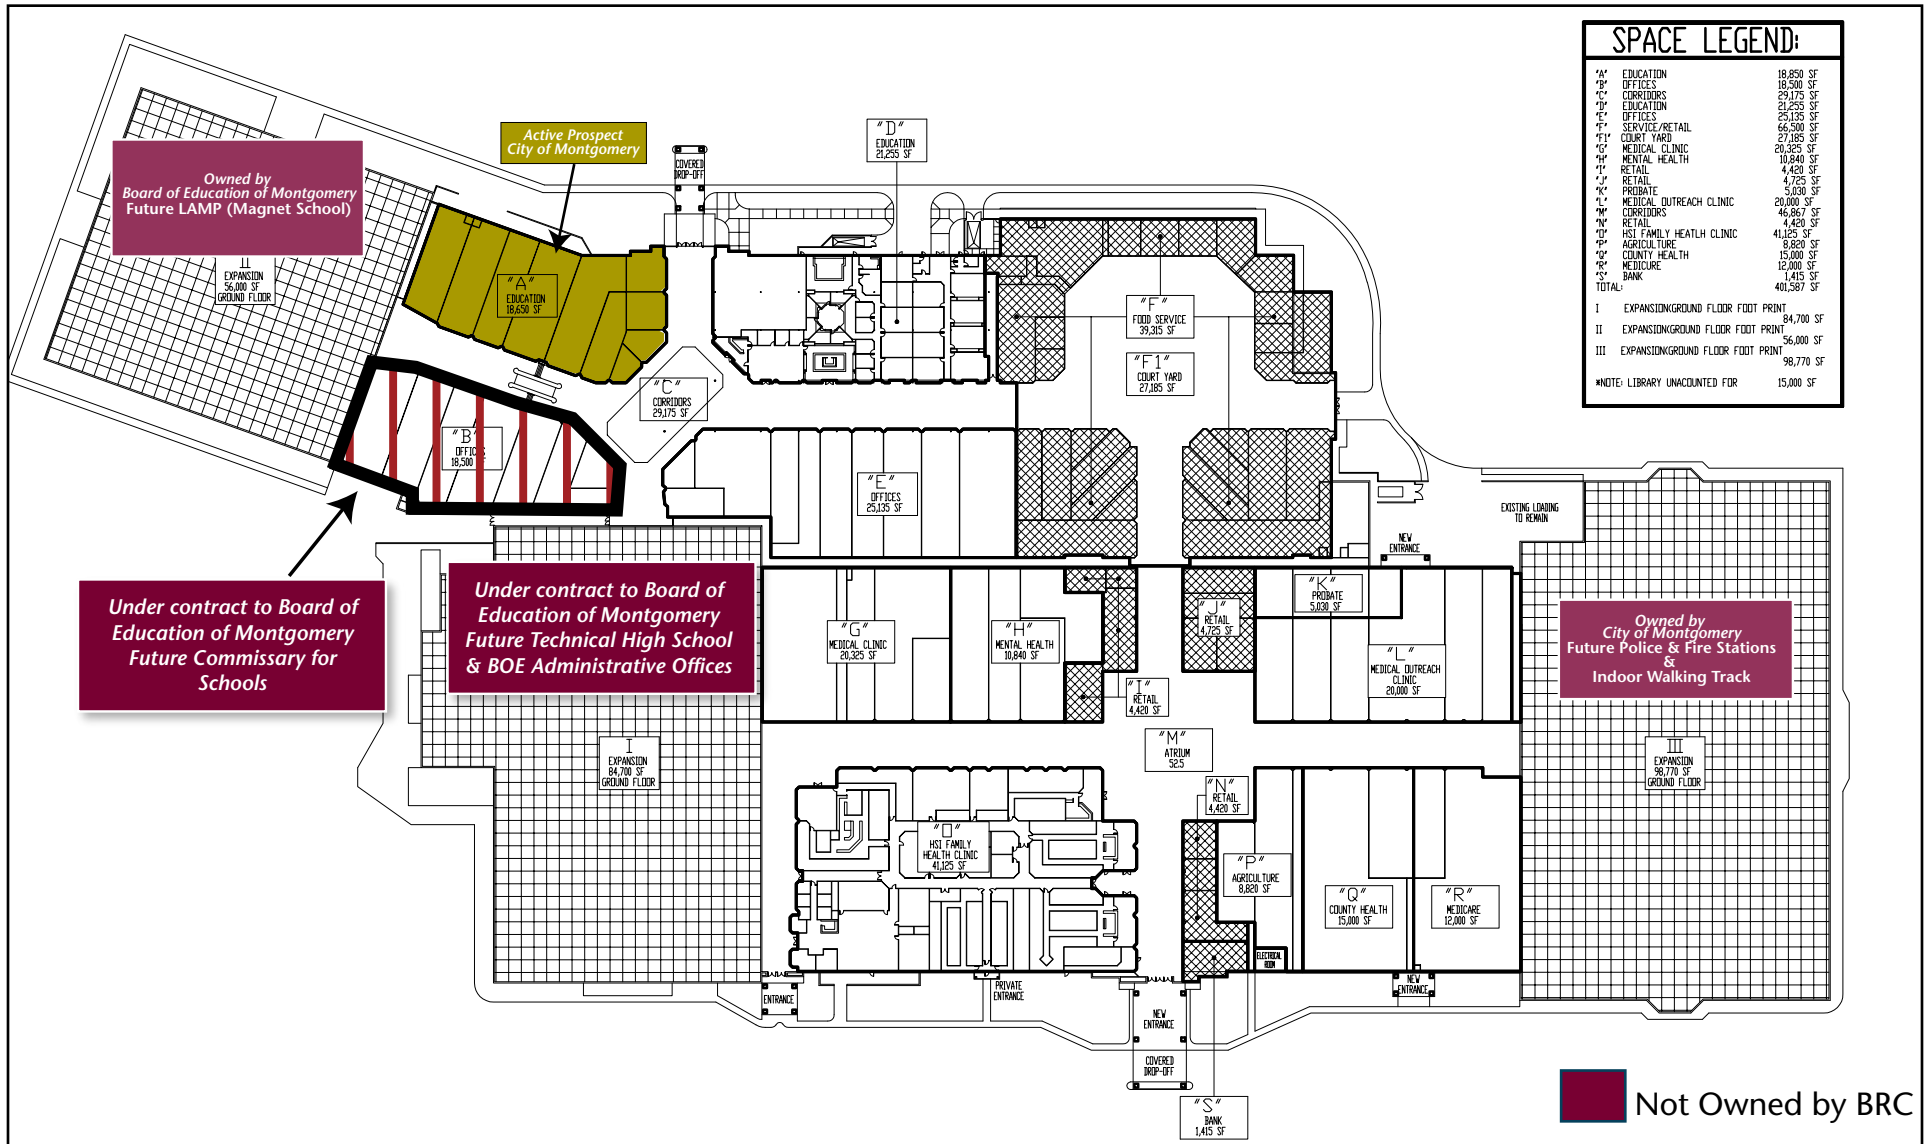 SPACE LEGEND:
"A" EDUCATION 18,850 SF
"B" OFFICES 18,500 SF
"C" CORRIDORS 29,175 SF
"D" EDUCATION 21,255 SF
"E" OFFICES 25,135 SF
"F" SERVICE/RETAIL 66,500 SF
"F1" COURT YARD 27,185 SF
"G" MEDICAL CLINIC 20,325 SF
"H" MENTAL HEALTH 10,840 SF
"I" RETAIL 4,420 SF
"J" RETAIL 4,725 SF
"K" PROBATE 5,030 SF
"L" MEDICAL OUTREACH CLINIC 20,000 SF
"M" CORRIDORS 46,867 SF
"N" RETAIL 4,420 SF
"O" HSI FAMILY HEATLH CLINIC 41,125 SF
"P" AGRICULTURE 8,820 SF
"Q" COUNTY HEALTH 15,000 SF
"R" MEDICURE 12,000 SF
"S" BANK 1,415 SF
TOTAL: 401,587 SF
I EXPANSION(GROUND FLOOR FOOT PRINT
84,700 SF
II EXPANSION(GROUND FLOOR FOOT PRINT
56,000 SF
III EXPANSION(GROUND FLOOR FOOT PRINT
98,770 SF
*NOTE: LIBRARY UNACOUNTED FOR 15,000 SF
Active Prospect
City of Montgomery
"D"
EDUCATION
21,255 SF
COVERED
DROP-OFF
Owned by
Board of Education of Montgomery
Future LAMP (Magnet School)
II
EXPANSION
56,000 SF
GROUND FLOOR
"A"
EDUCATION
18,650 SF
"F"
FOOD SERVICE
39,315 SF
"F1"
COURT YARD
27,185 SF
"C"
CORRIDORS
29,175 SF
"B"
OFFICES
18,500
"E"
OFFICES
25,135 SF
EXISTING LOADING
TO REMAIN
NEW
ENTRANCE
Under contract to Board of
Education of Montgomery
Future Commissary for
Schools
Under contract to Board of
Education of Montgomery
Future Technical High School
& BOE Administrative Offices
"G"
MEDICAL CLINIC
20,325 SF
"H"
MENTAL HEALTH
10,840 SF
"J"
RETAIL
4,725 SF
"K"
PROBATE
5,030 SF
"L"
MEDICAL OUTREACH
CLINIC
20,000 SF
Owned by
City of Montgomery
Future Police & Fire Stations
&
Indoor Walking Track
"I"
RETAIL
4,420 SF
"M"
ATRIUM
52.5
I
EXPANSION
84,700 SF
GROUND FLOOR
III
EXPANSION
98,770 SF
GROUND FLOOR
"N"
RETAIL
4,420 SF
"O"
HSI FAMILY
HEALTH CLINIC
41,125 SF
"P"
AGRICULTURE
8,820 SF
"Q"
COUNTY HEALTH
15,000 SF
"R"
MEDICARE
12,000 SF
ELECTRICAL
ROOM
ENTRANCE
PRIVATE
ENTRANCE
NEW
ENTRANCE
NEW
ENTRANCE
COVERED
DROP-OFF
"S"
BANK
1,415 SF
Not Owned by BRC